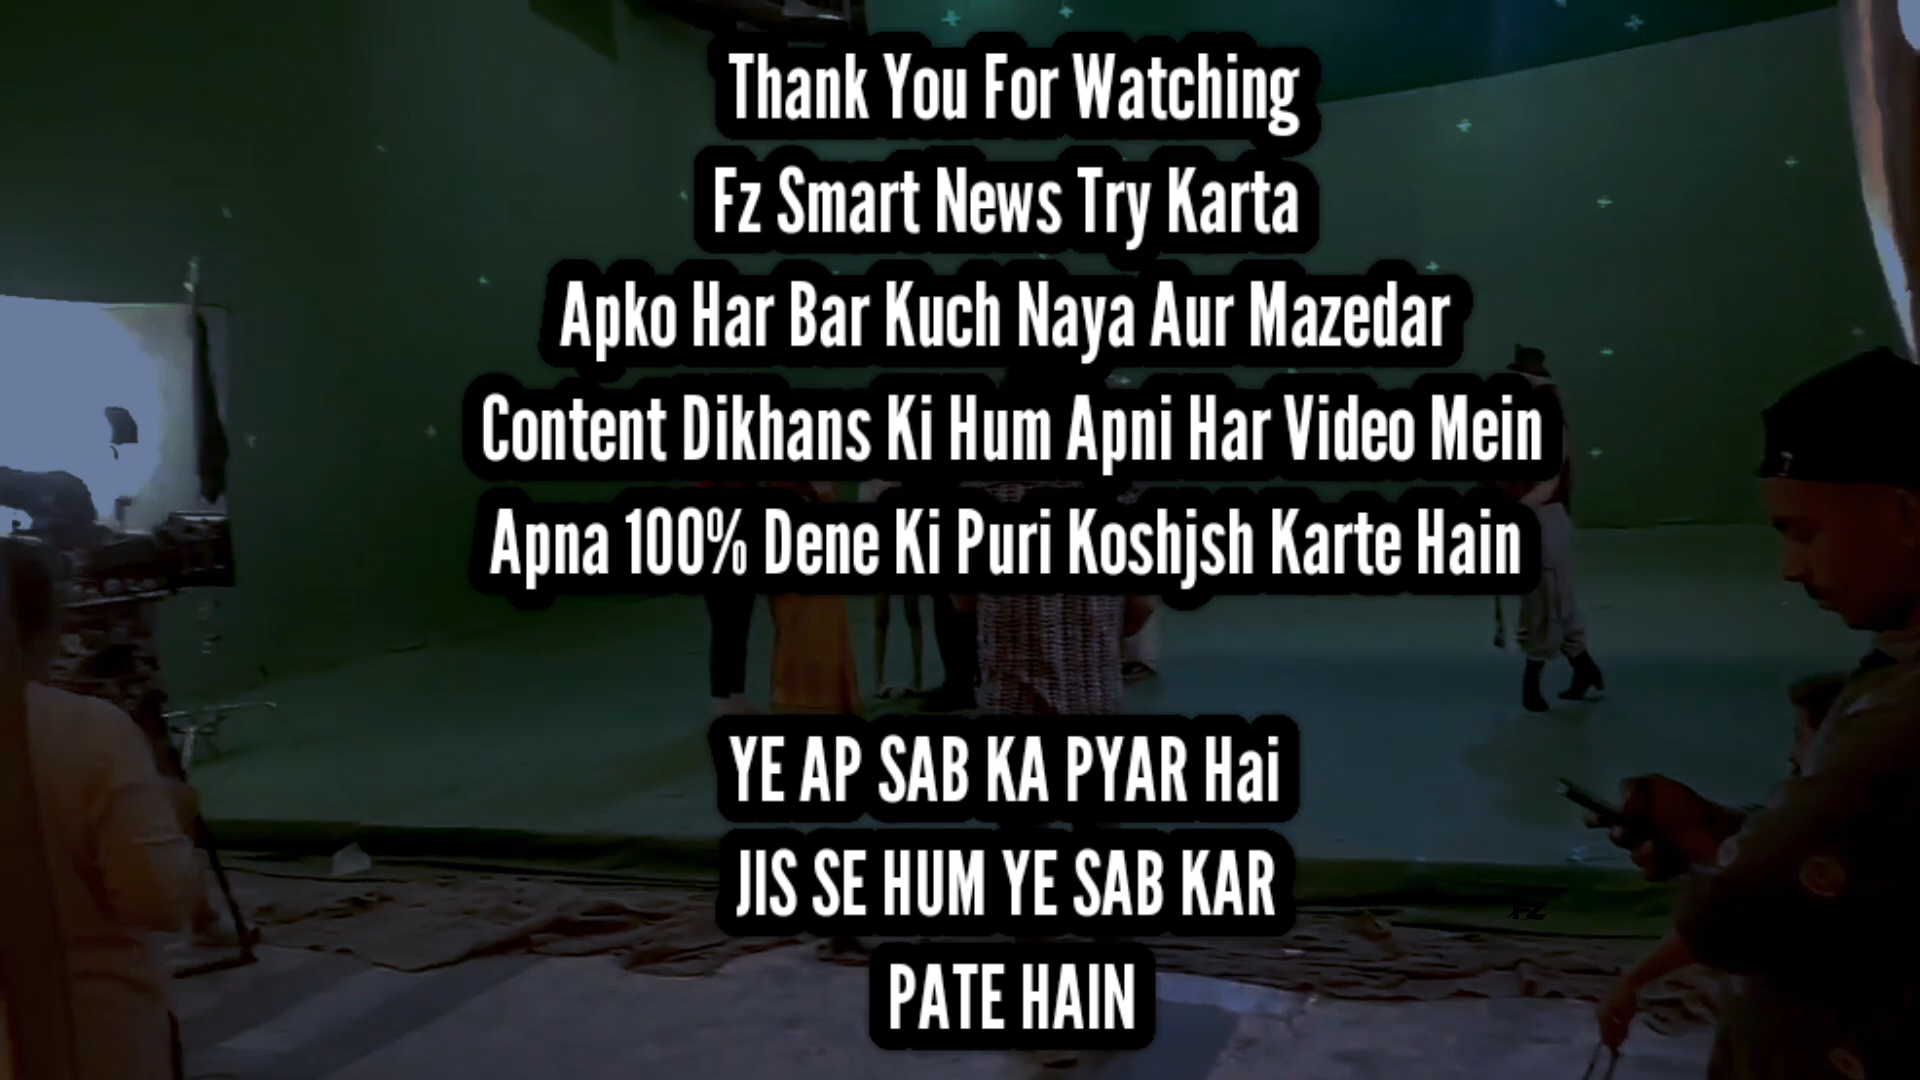 Thank You For Watching
Fz Smart News Try Karta
Apko Har Bar Kuch Naya Aur Mazedar
Content Dikhans Ki Hum Apni Har Video Mein
Apna 100% Dene Ki Puri Koshjsh Karte Hain
YE AP SAB KA PYAR Hai
JIS SE HUM YE SAB KAR
PATE HAIN
FZ